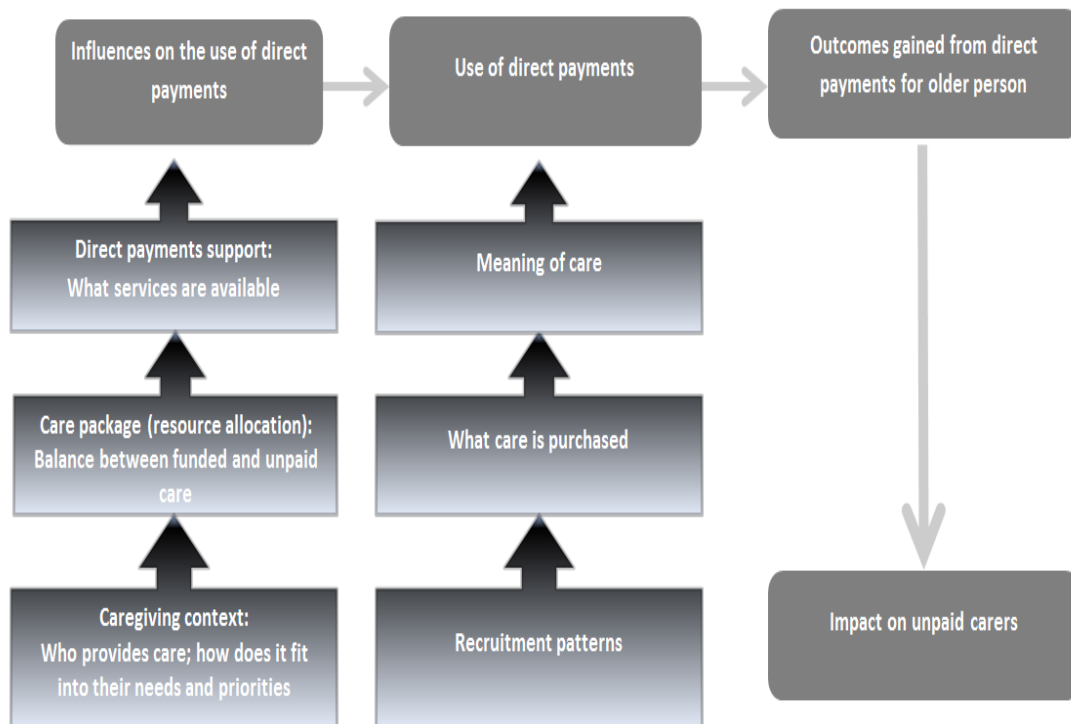 Influences on the use of direct
payments
Use of direct payments
Outcomes gained from direct
payments for older person
Direct payments support:
What services are available
Meaning of care
Care package (resource allocation):
Balance between funded and unpaid
care
What care is purchased
Caregiving context:
Who provides care; how does it fit
into their needs and priorities
Recruitment patterns
Impact on unpaid carers